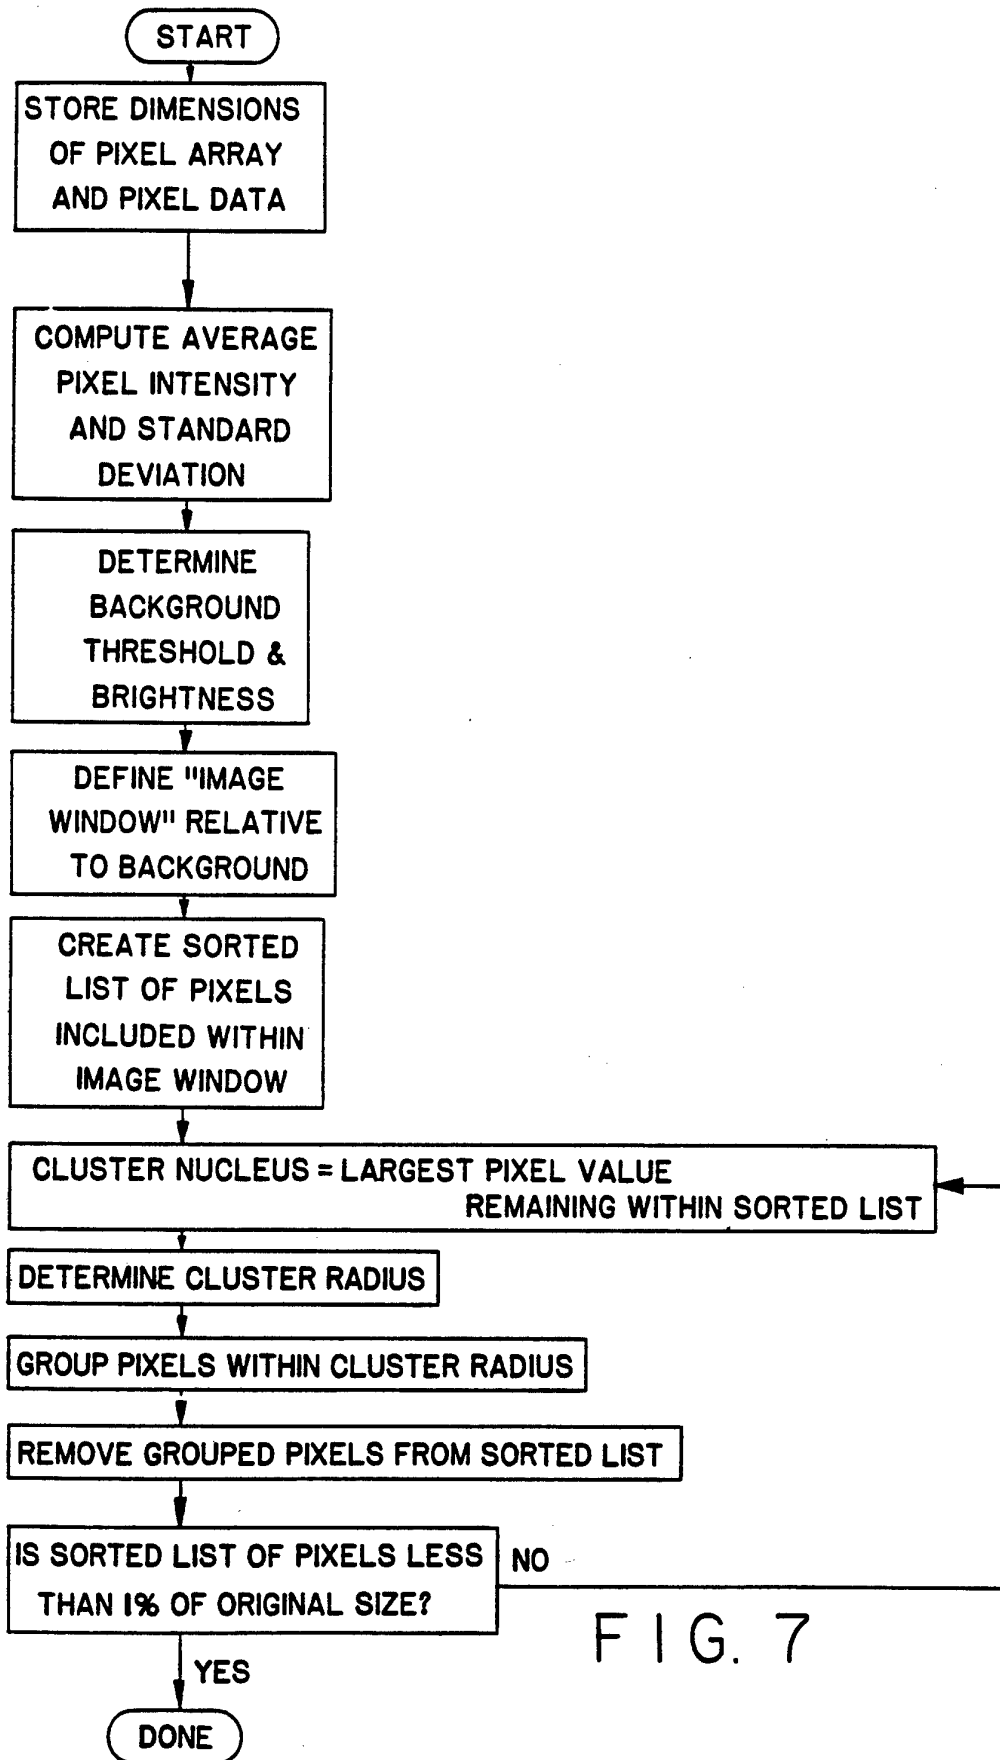 START
STORE DIMENSIONS
OF PIXEL ARRAY
AND PIXEL DATA
COMPUTE AVERAGE
PIXEL INTENSITY
AND STANDARD
DEVIATION
DETERMINE
BACKGROUND
THRESHOLD &
BRIGHTNESS
DEFINE "IMAGE
WINDOW" RELATIVE
TO BACKGROUND
CREATE SORTED
LIST OF PIXELS
INCLUDED WITHIN
IMAGE WINDOW
CLUSTER NUCLEUS = LARGEST PIXEL VALUE
REMAINING WITHIN SORTED LIST
DETERMINE CLUSTER RADIUS
GROUP PIXELS WITHIN CLUSTER RADIUS
REMOVE GROUPED PIXELS FROM SORTED LIST
IS SORTED LIST OF PIXELS LESS
THAN 1% OF ORIGINAL SIZE?
NO
FIG. 7
YES
DONE